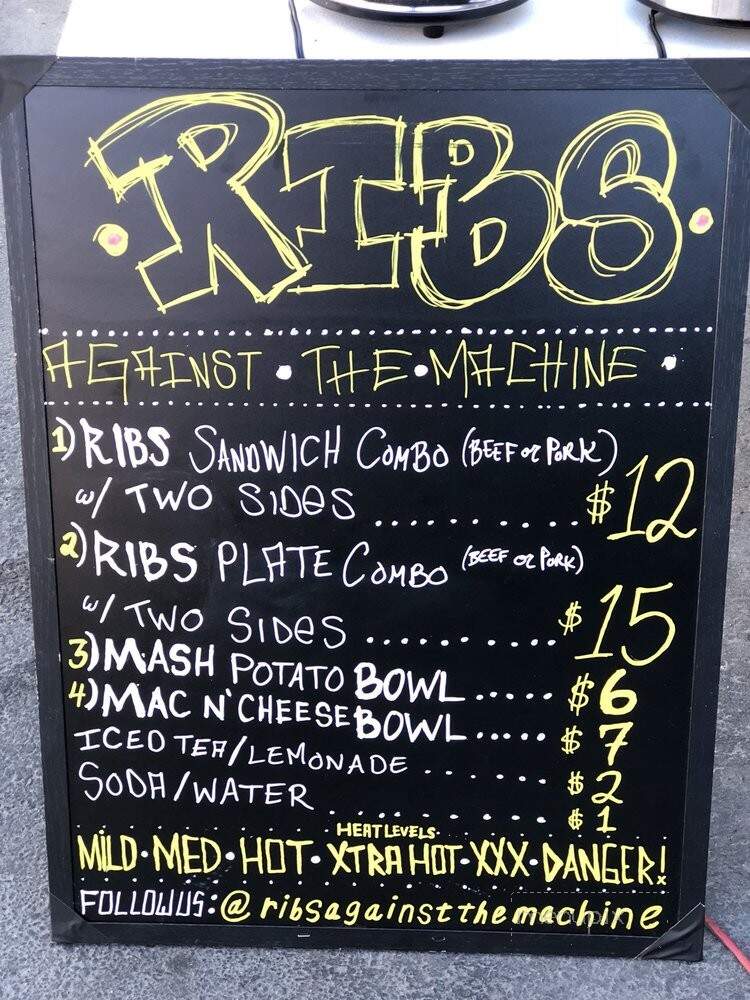 RIBS
AGAINST • THE • MACHINE •
1) RIBS SANDWICH COMBO (BEEF or PORK)
w/ TWO SIDES ........... $12
2) RIBS PLATE COMBO (BEEF or PORK)
w/ TWO SIDES ........... $15
3) MASH POTATO BOWL ..... $6
4) MAC N' CHEESE BOWL ..... $7
ICED TEA/LEMONADE ....... $2
SODA/WATER ......... $1
HEAT LEVELS
MILD • MED • HOT • XTRA HOT • XXX • DANGER!
FOLLOW US: @ribsagainstthemachine